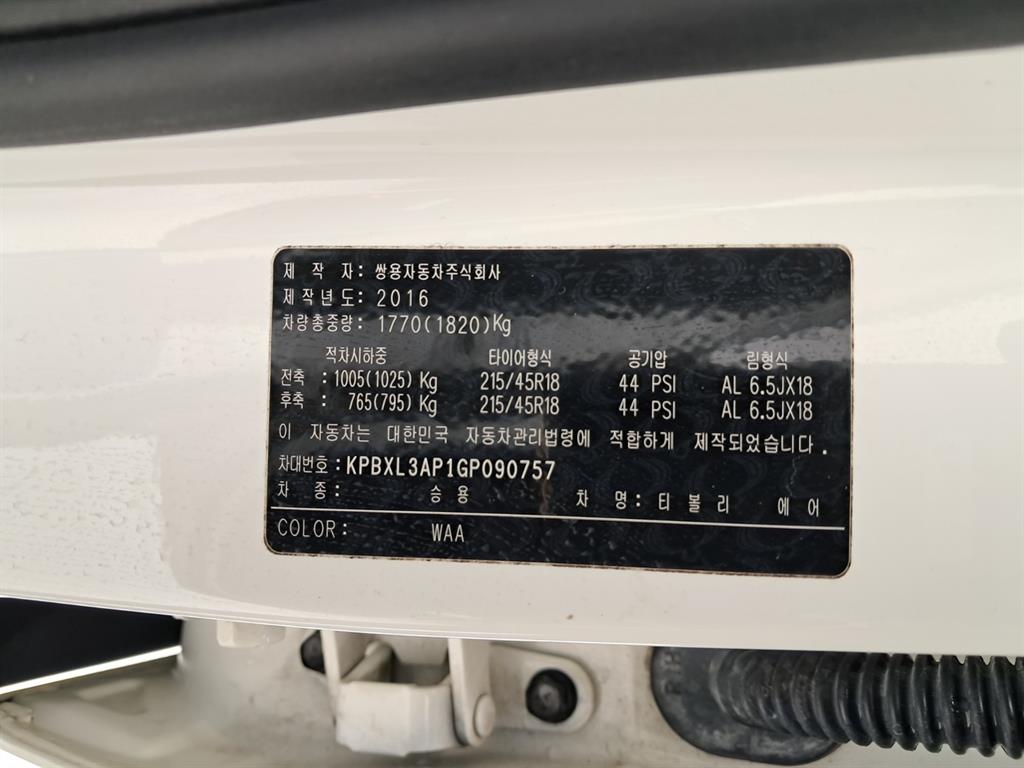 제 작 자: 쌍용자동차주식회사
제작년도: 2016
차량총중량: 1770(1820)Kg
적차시하중 타이어형식 공기압 림형식
전축 : 1005(1025) Kg 215/45R18 44 PSI AL 6.5JX18
후축 : 765(795) Kg 215/45R18 44 PSI AL 6.5JX18
이 자동차는 대한민국 자동차관리법령에 적합하게 제작되었습니다.
차대번호: KPBXL3AP1GP090757
차 종: 승 용 차 명: 티 볼 리 에 어
COLOR: WAA